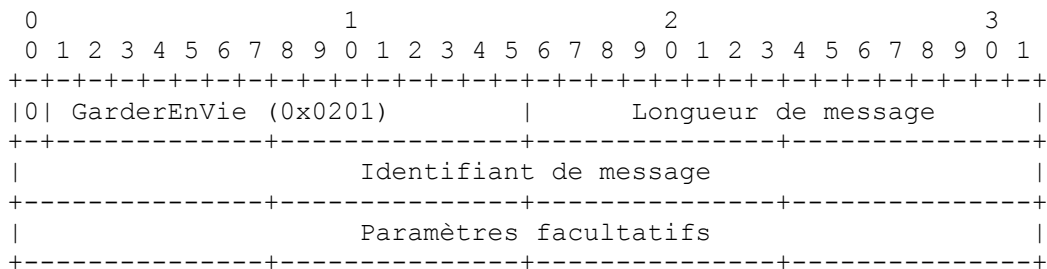 0                   1                   2                   3
0 1 2 3 4 5 6 7 8 9 0 1 2 3 4 5 6 7 8 9 0 1 2 3 4 5 6 7 8 9 0 1
+-+-+-+-+-+-+-+-+-+-+-+-+-+-+-+-+-+-+-+-+-+-+-+-+-+-+-+-+-+-+-+-+
|0| GarderEnVie (0x0201)        |      Longueur de message      |
+-+-------------+---------------+---------------+---------------+
|                     Identifiant de message                    |
+---------------+---------------+---------------+---------------+
|                     Paramètres facultatifs                    |
+---------------+---------------+---------------+---------------+